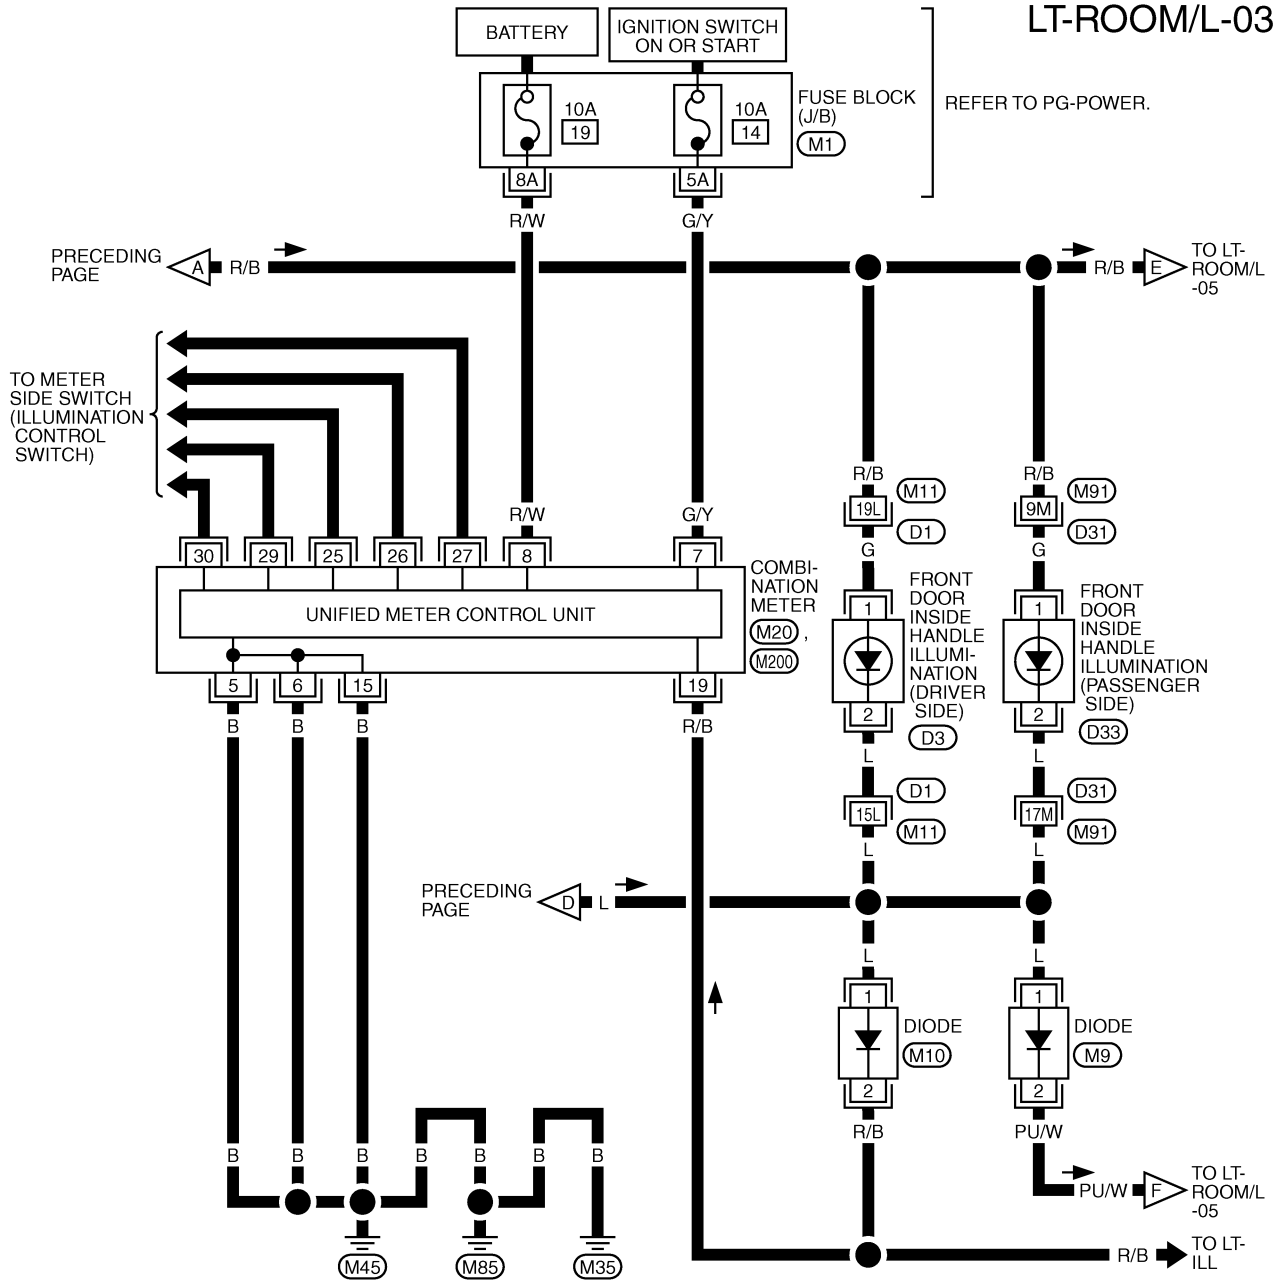 LT-ROOM/L-03
BATTERY
IGNITION SWITCH
ON OR START
10A
19
10A
14
FUSE BLOCK
(J/B)
M1
REFER TO PG-POWER.
8A
5A
R/W
G/Y
PRECEDING
PAGE
A
R/B
R/B
E
TO LT-
ROOM/L
-05
TO METER
SIDE SWITCH
(ILLUMINATION
CONTROL
SWITCH)
R/W
G/Y
R/B
19L
M11
D1
G
R/B
9M
M91
D31
G
30
29
25
26
27
8
7
UNIFIED METER CONTROL UNIT
COMBI-
NATION
METER
M20 ,
M200
5
6
15
19
B
B
B
R/B
1
2
FRONT
DOOR
INSIDE
HANDLE
ILLUMI-
NATION
(DRIVER
SIDE)
D3
1
2
FRONT
DOOR
INSIDE
HANDLE
ILLUMINATION
(PASSENGER
SIDE)
D33
L
15L
D1
M11
L
L
17M
D31
M91
L
PRECEDING
PAGE
D
L
L
L
1
2
DIODE
M10
1
2
DIODE
M9
R/B
PU/W
B
B
B
B
B
B
B
PU/W
F
TO LT-
ROOM/L
-05
M45
M85
M35
R/B
TO LT-
ILL